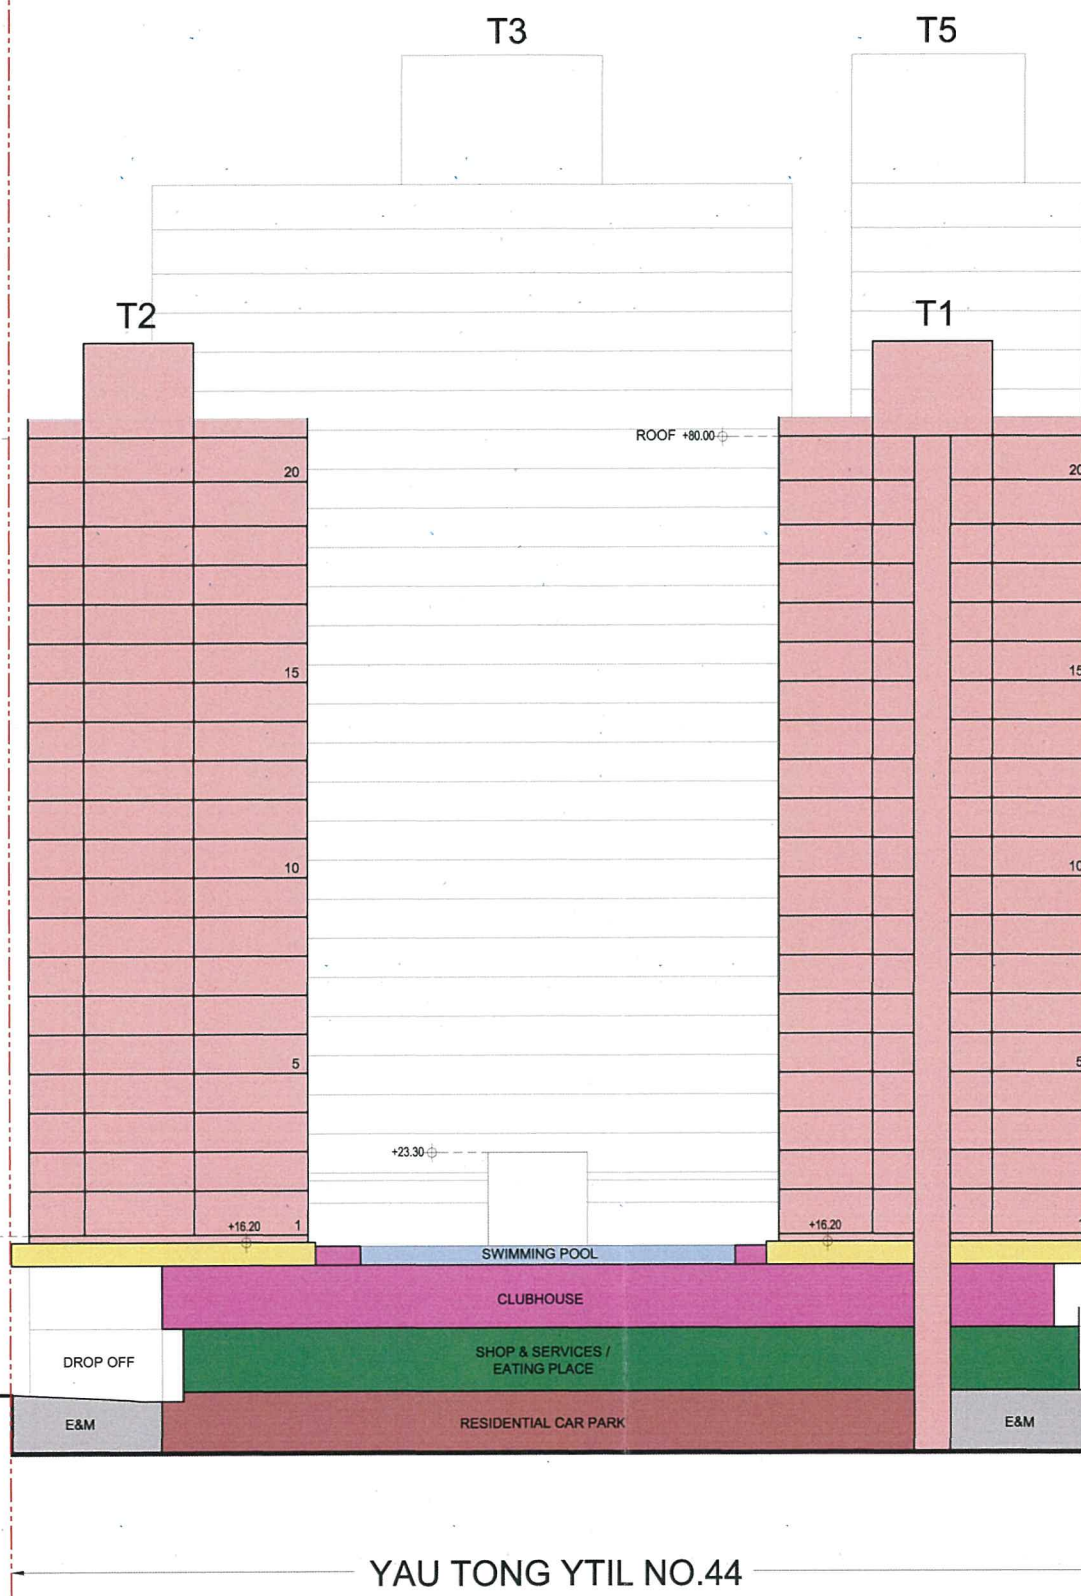 T3
T5
T2
T1
ROOF +80.00
20
20
15
15
10
10
5
5
+23.30
+16.20
1
+16.20
SWIMMING POOL
CLUBHOUSE
DROP OFF
SHOP & SERVICES /
EATING PLACE
E&M
RESIDENTIAL CAR PARK
E&M
YAU TONG YTIL NO.44